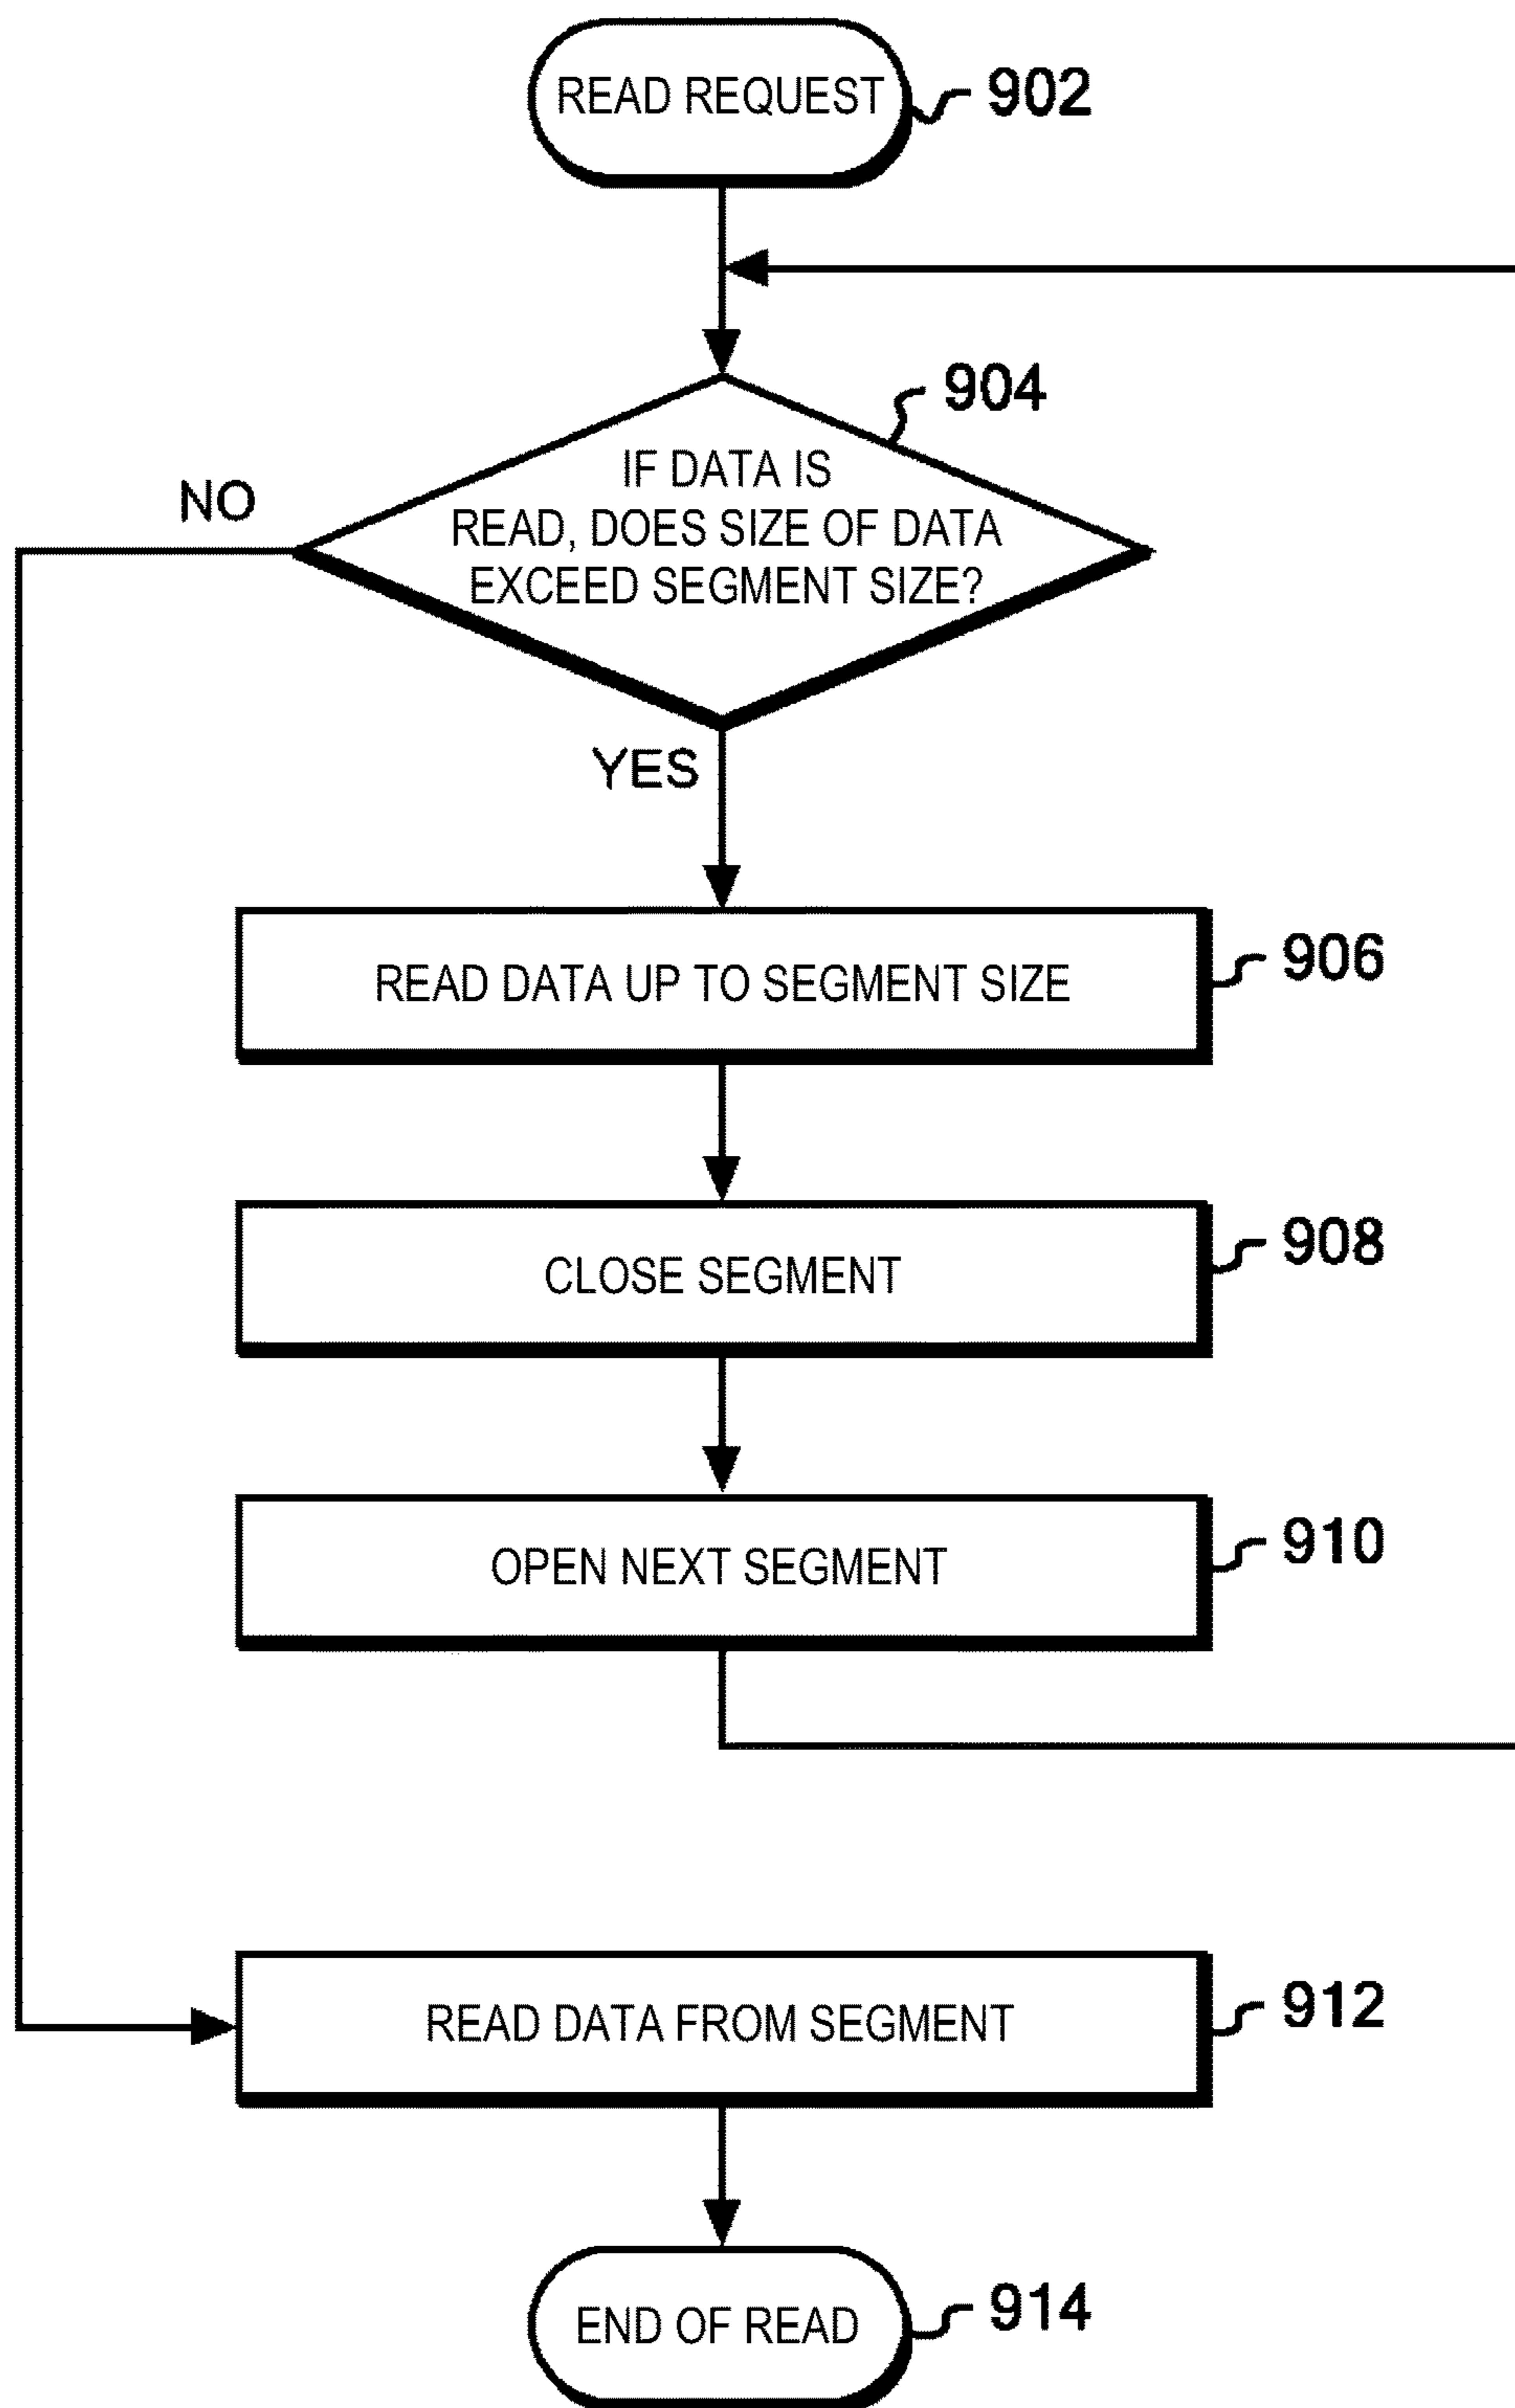 READ REQUEST
902
904
IF DATA IS
READ, DOES SIZE OF DATA
EXCEED SEGMENT SIZE?
NO
YES
READ DATA UP TO SEGMENT SIZE
906
CLOSE SEGMENT
908
OPEN NEXT SEGMENT
910
READ DATA FROM SEGMENT
912
END OF READ
914